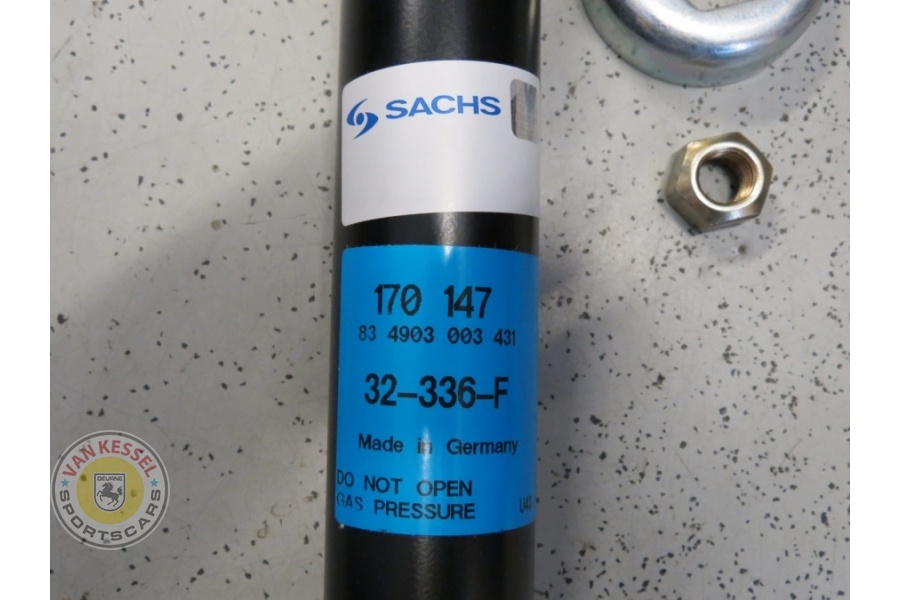 SACHS
170 147
83 4903 003 431
32-336-F
Made in Germany
DO NOT OPEN
GAS PRESSURE
VAN KESSEL
DEURNE
SPORTSCARS